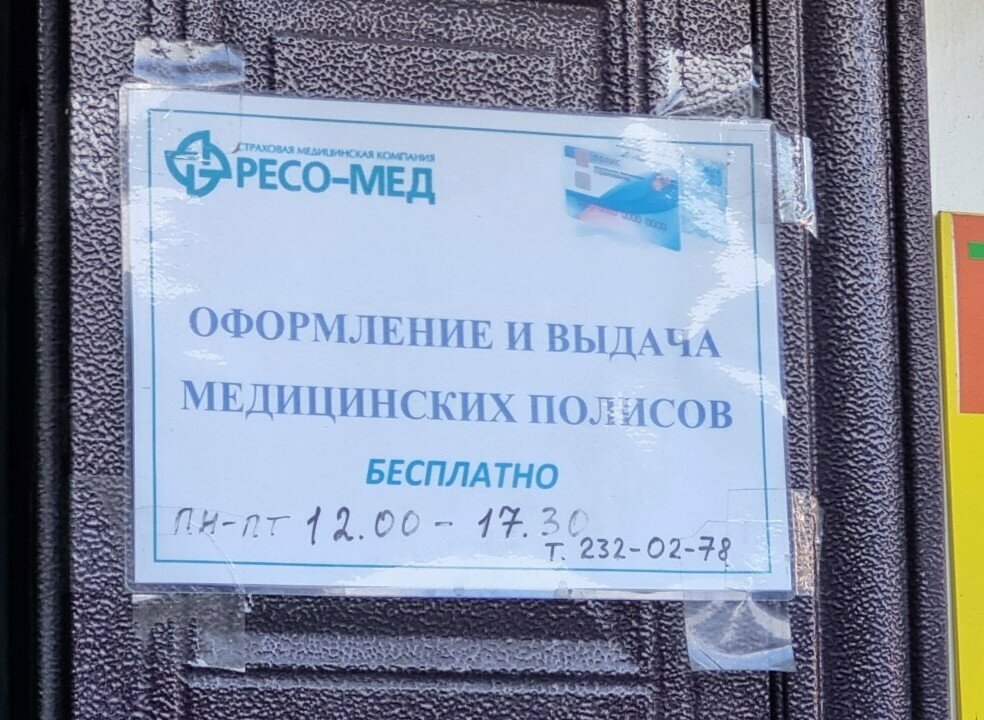 СТРАХОВАЯ МЕДИЦИНСКАЯ КОМПАНИЯ
РЕСО-МЕД
ОФОРМЛЕНИЕ И ВЫДАЧА
МЕДИЦИНСКИХ ПОЛИСОВ
БЕСПЛАТНО
ПН-ПТ 12.00 - 17.30
Т. 232-02-78